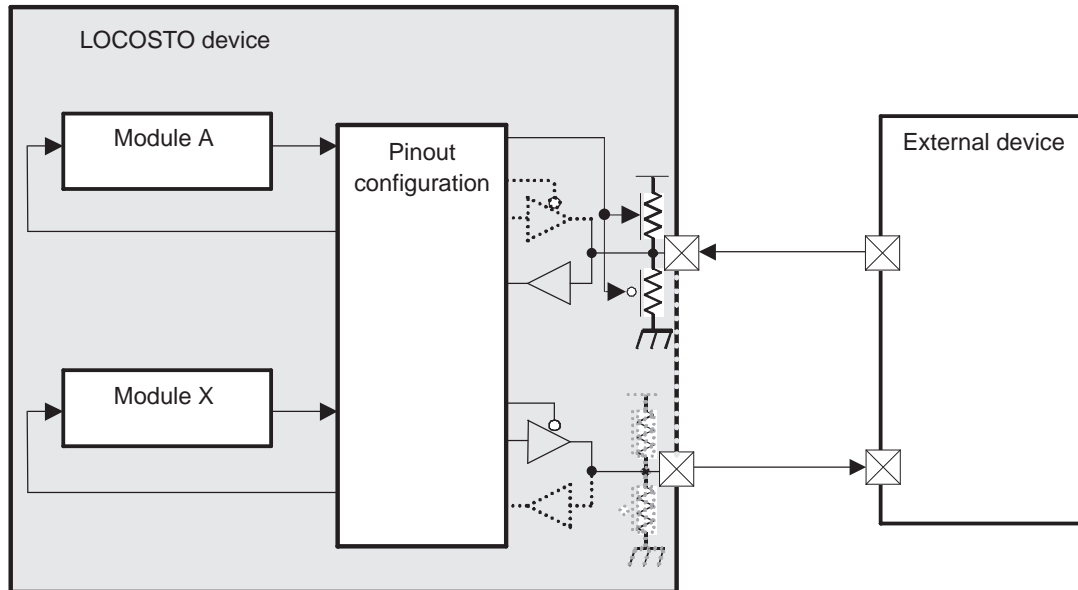 LOCOSTO device
Module A
Pinout
configuration
External device
Module X